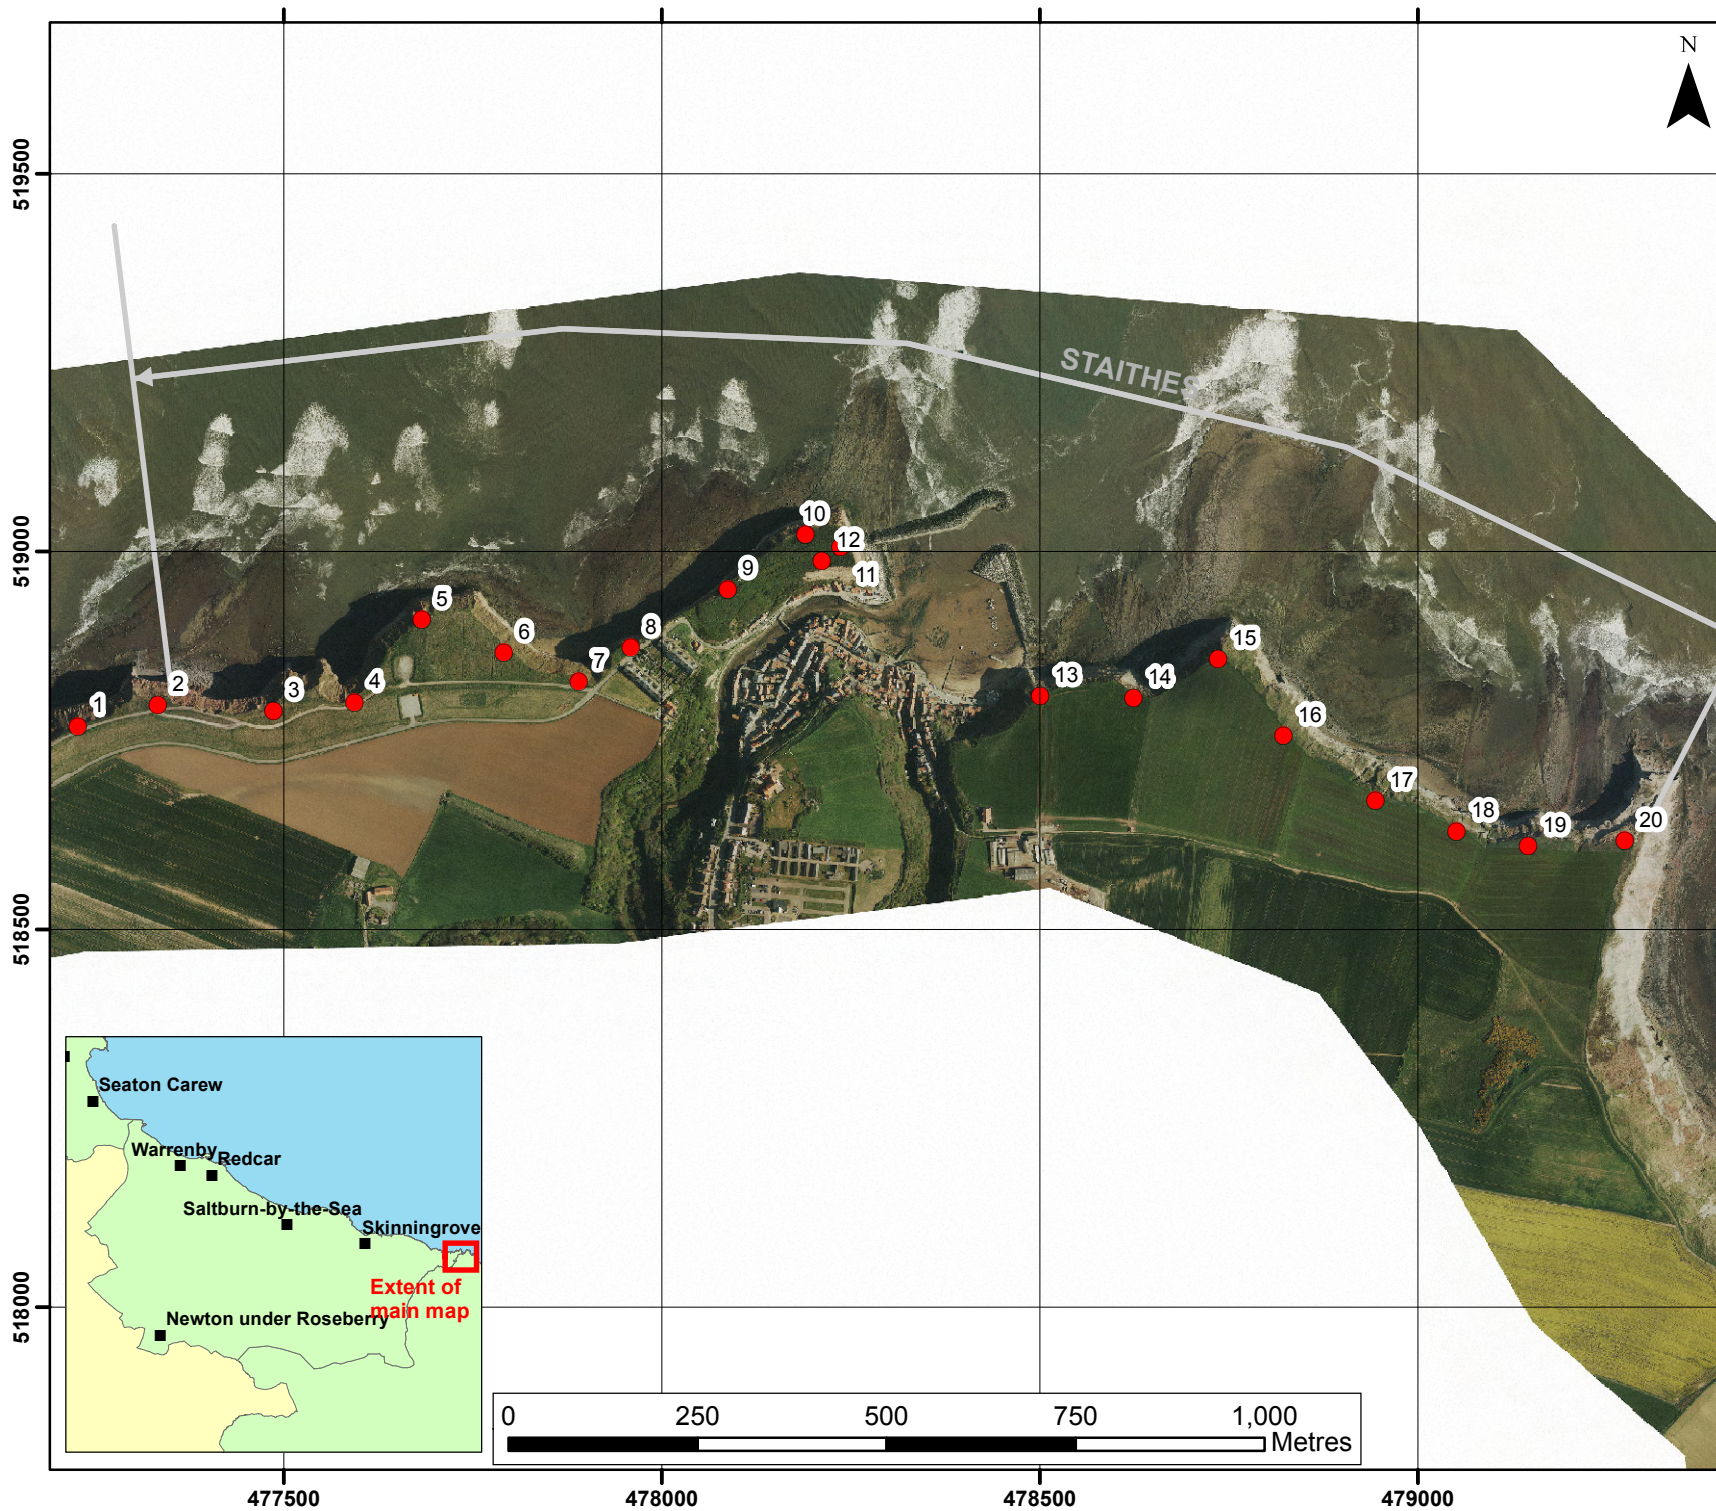 N
519500
519000
518500
518000
STAITHES
1
2
3
4
5
6
7
8
9
10
12
11
13
14
15
16
17
18
19
20
Seaton Carew
Warrenby
Redcar
Saltburn-by-the-Sea
Skinningrove
Extent of
main map
Newton under Roseberry
0 250 500 750 1,000
Metres
477500 478000 478500 479000